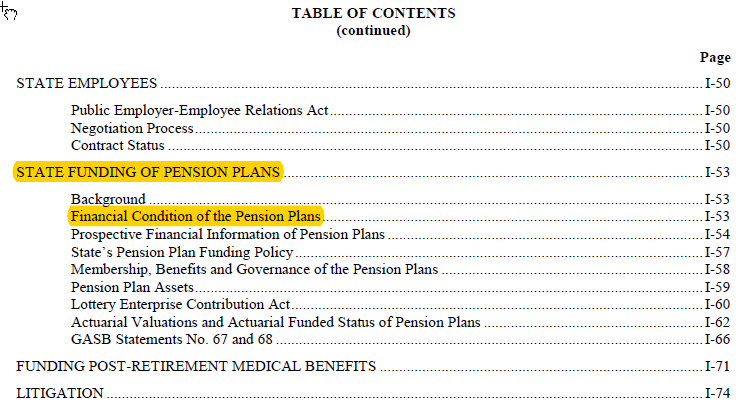 TABLE OF CONTENTS
(continued)
Page
STATE EMPLOYEES ........ I-50
Public Employer-Employee Relations Act ........ I-50
Negotiation Process ........ I-50
Contract Status ........ I-50
STATE FUNDING OF PENSION PLANS ........ I-53
Background ........ I-53
Financial Condition of the Pension Plans ........ I-53
Prospective Financial Information of Pension Plans ........ I-54
State's Pension Plan Funding Policy ........ I-57
Membership, Benefits and Governance of the Pension Plans ........ I-58
Pension Plan Assets ........ I-59
Lottery Enterprise Contribution Act ........ I-60
Actuarial Valuations and Actuarial Funded Status of Pension Plans ........ I-62
GASB Statements No. 67 and 68 ........ I-66
FUNDING POST-RETIREMENT MEDICAL BENEFITS ........ I-71
LITIGATION ........ I-74